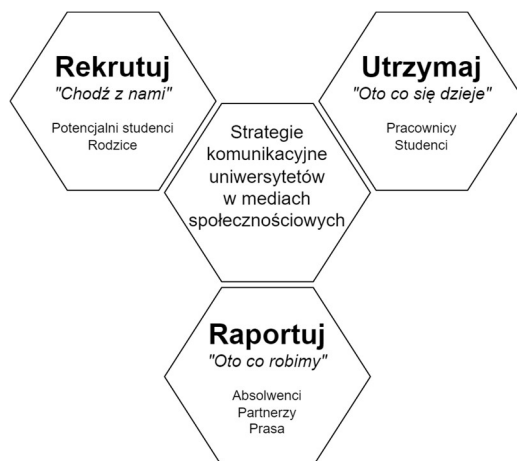 Rekrutuj
"Chodź z nami"
Potencjalni studenci
Rodzice
Utrzymaj
"Oto co się dzieje"
Pracownicy
Studenci
Strategie
komunikacyjne
uniwersytetów
w mediach
społecznościowych
Raportuj
"Oto co robimy"
Absolwenci
Partnerzy
Prasa